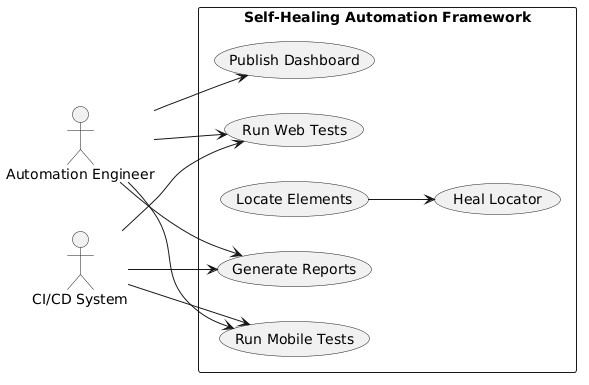 Self-Healing Automation Framework
Publish Dashboard
Run Web Tests
Automation Engineer
Locate Elements
Heal Locator
Generate Reports
CI/CD System
Run Mobile Tests